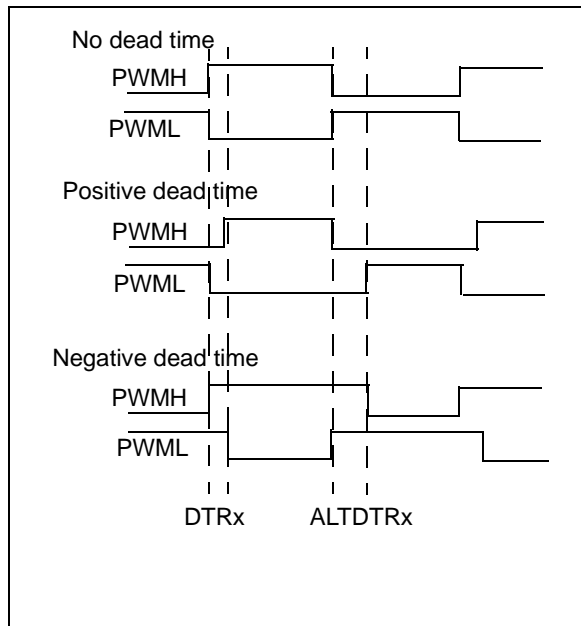 No dead time
PWMH
PWML
Positive dead time
PWMH
PWML
Negative dead time
PWMH
PWML
DTRx
ALTDTRx